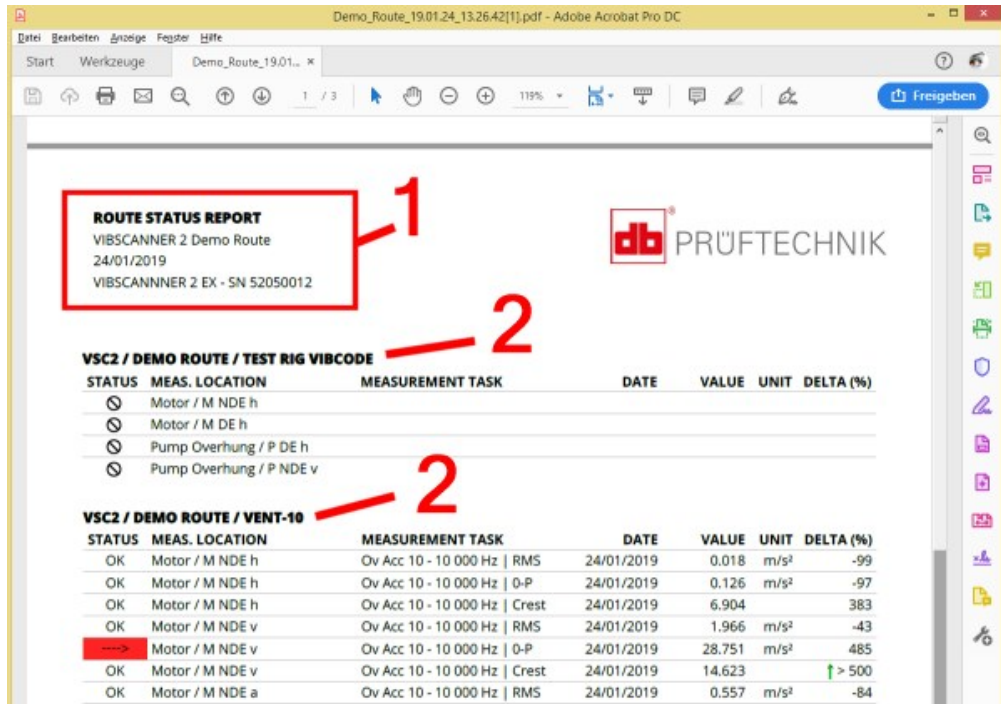 Demo_Route_19.01.24_13.26.42[1].pdf - Adobe Acrobat Pro DC
Datei Bearbeiten Anzeige Fenster Hilfe
Start Werkzeuge Demo_Route_19.01... ×
1 / 3 119% Freigeben
ROUTE STATUS REPORT
VIBSCANNER 2 Demo Route
24/01/2019
VIBSCANNNER 2 EX - SN 52050012
1
db ® PRÜFTECHNIK
2
VSC2 / DEMO ROUTE / TEST RIG VIBCODE
STATUS MEAS. LOCATION MEASUREMENT TASK DATE VALUE UNIT DELTA (%)
Motor / M NDE h
Motor / M DE h
Pump Overhung / P DE h
Pump Overhung / P NDE v
2
VSC2 / DEMO ROUTE / VENT-10
STATUS MEAS. LOCATION MEASUREMENT TASK DATE VALUE UNIT DELTA (%)
OK Motor / M NDE h Ov Acc 10 - 10 000 Hz | RMS 24/01/2019 0.018 m/s² -99
OK Motor / M NDE h Ov Acc 10 - 10 000 Hz | 0-P 24/01/2019 0.126 m/s² -97
OK Motor / M NDE h Ov Acc 10 - 10 000 Hz | Crest 24/01/2019 6.904 383
OK Motor / M NDE v Ov Acc 10 - 10 000 Hz | RMS 24/01/2019 1.966 m/s² -43
----> Motor / M NDE v Ov Acc 10 - 10 000 Hz | 0-P 24/01/2019 28.751 m/s² 485
OK Motor / M NDE v Ov Acc 10 - 10 000 Hz | Crest 24/01/2019 14.623 ↑ > 500
OK Motor / M NDE a Ov Acc 10 - 10 000 Hz | RMS 24/01/2019 0.557 m/s² -84